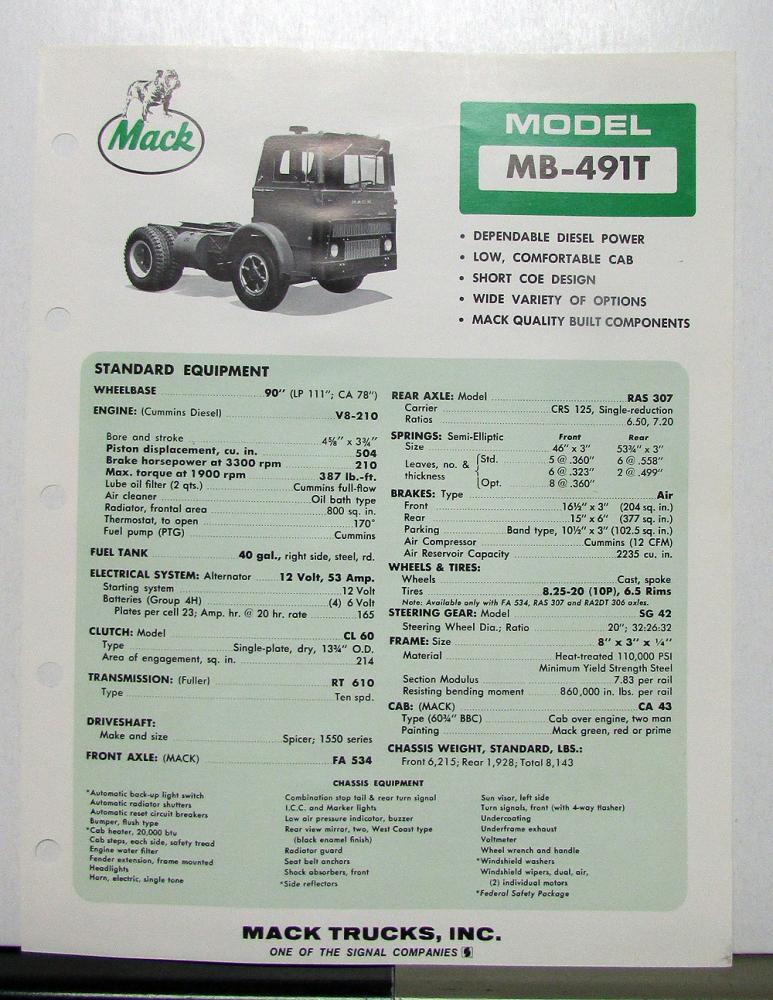 Mack
MACK
MODEL
MB-491T
• DEPENDABLE DIESEL POWER
• LOW, COMFORTABLE CAB
• SHORT COE DESIGN
• WIDE VARIETY OF OPTIONS
• MACK QUALITY BUILT COMPONENTS
STANDARD EQUIPMENT
WHEELBASE 90" (LP 111"; CA 78")
ENGINE: (Cummins Diesel) V8-210
Bore and stroke 4⅝" x 3¾"
Piston displacement, cu. in. 504
Brake horsepower at 3300 rpm 210
Max. torque at 1900 rpm 387 lb.-ft.
Lube oil filter (2 qts.) Cummins full-flow
Air cleaner Oil bath type
Radiator, frontal area 800 sq. in.
Thermostat, to open 170°
Fuel pump (PTG) Cummins
FUEL TANK 40 gal., right side, steel, rd.
ELECTRICAL SYSTEM: Alternator 12 Volt, 53 Amp.
Starting system 12 Volt
Batteries (Group 4H) (4) 6 Volt
Plates per cell 23; Amp. hr. @ 20 hr. rate 165
CLUTCH: Model CL 60
Type Single-plate, dry, 13¾" O.D.
Area of engagement, sq. in. 214
TRANSMISSION: (Fuller) RT 610
Type Ten spd.
DRIVESHAFT:
Make and size Spicer; 1550 series
FRONT AXLE: (MACK) FA 534
REAR AXLE: Model RAS 307
Carrier CRS 125, Single-reduction
Ratios 6.50, 7.20
SPRINGS: Semi-Elliptic Front Rear
Size 46" x 3" 53¾" x 3"
Leaves, no. & thickness Std. 5 @ .360" 6 @ .558"
6 @ .323" 2 @ .499"
Opt. 8 @ .360"
BRAKES: Type Air
Front 16½" x 3" (204 sq. in.)
Rear 15" x 6" (377 sq. in.)
Parking Band type, 10½" x 3" (102.5 sq. in.)
Air Compressor Cummins (12 CFM)
Air Reservoir Capacity 2235 cu. in.
WHEELS & TIRES:
Wheels Cast, spoke
Tires 8.25-20 (10P), 6.5 Rims
Note: Available only with FA 534, RAS 307 and RA2DT 306 axles.
STEERING GEAR: Model SG 42
Steering Wheel Dia.; Ratio 20"; 32:26:32
FRAME: Size 8" x 3" x ¼"
Material Heat-treated 110,000 PSI
Minimum Yield Strength Steel
Section Modulus 7.83 per rail
Resisting bending moment 860,000 in. lbs. per rail
CAB: (MACK) CA 43
Type (60¾" BBC) Cab over engine, two man
Painting Mack green, red or prime
CHASSIS WEIGHT, STANDARD, LBS.:
Front 6,215; Rear 1,928; Total 8,143
CHASSIS EQUIPMENT
*Automatic back-up light switch
Automatic radiator shutters
Automatic reset circuit breakers
Bumper, flush type
*Cab heater, 20,000 btu
Cab steps, each side, safety tread
Engine water filter
Fender extension, frame mounted
Headlights
Horn, electric, single tone
Combination stop tail & rear turn signal
I.C.C. and Marker lights
Low air pressure indicator, buzzer
Rear view mirror, two, West Coast type
(black enamel finish)
Radiator guard
Seat belt anchors
Shock absorbers, front
*Side reflectors
Sun visor, left side
Turn signals, front (with 4-way flasher)
Undercoating
Underframe exhaust
Voltmeter
Wheel wrench and handle
*Windshield washers
Windshield wipers, dual, air,
(2) individual motors
*Federal Safety Package
MACK TRUCKS, INC.
ONE OF THE SIGNAL COMPANIES